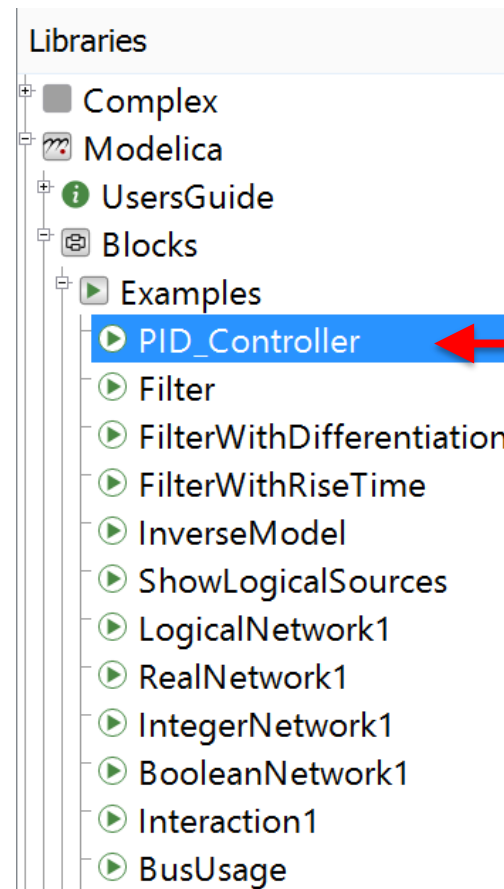 Libraries
Complex
Modelica
UsersGuide
Blocks
Examples
PID_Controller
Filter
FilterWithDifferentiation
FilterWithRiseTime
InverseModel
ShowLogicalSources
LogicalNetwork1
RealNetwork1
IntegerNetwork1
BooleanNetwork1
Interaction1
BusUsage